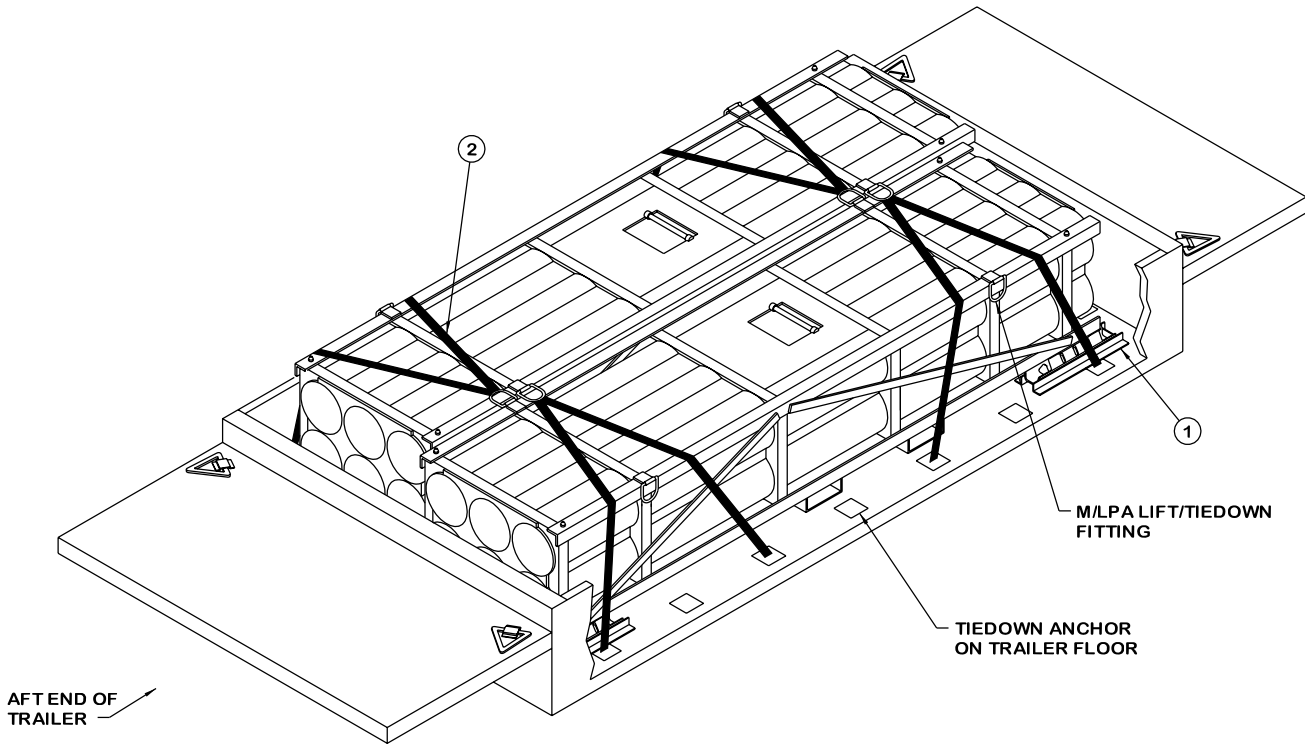 2
1
M/LPA LIFT/TIEDOWN
FITTING
TIEDOWN ANCHOR
ON TRAILER FLOOR
AFT END OF
TRAILER